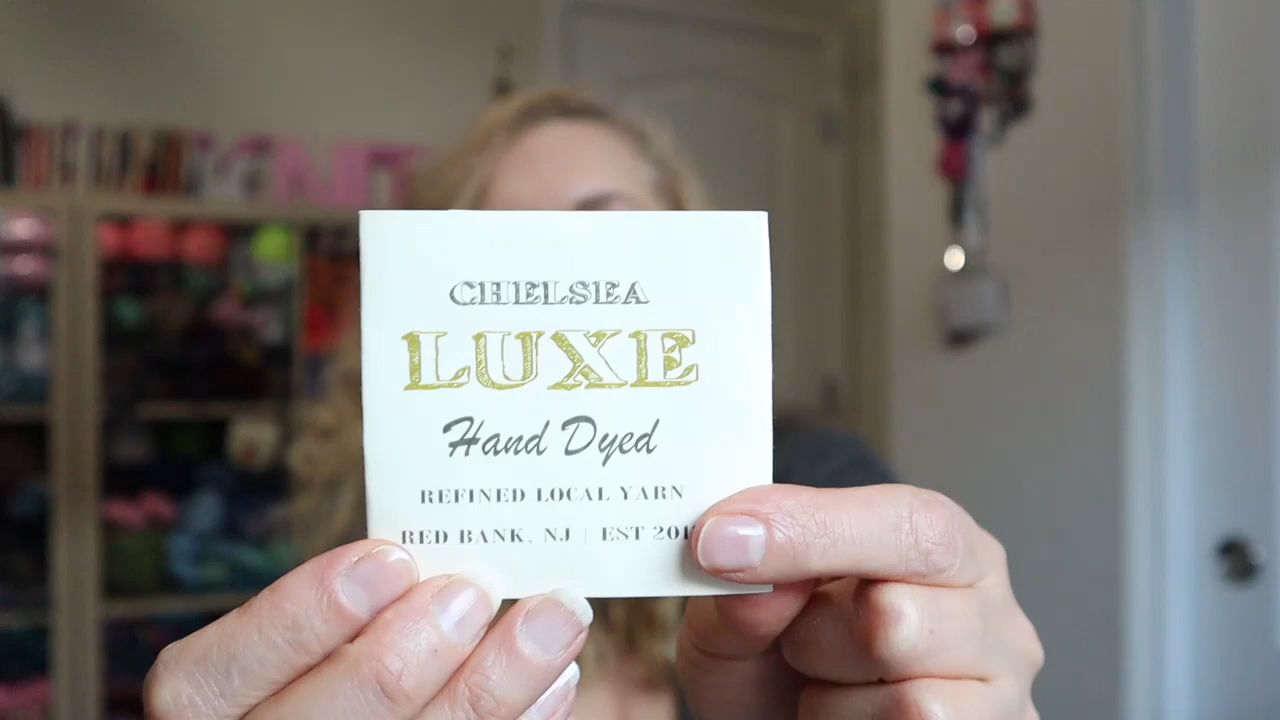 CHELSEA
LUXE
Hand Dyed
REFINED LOCAL YARN
RED BANK, NJ | EST